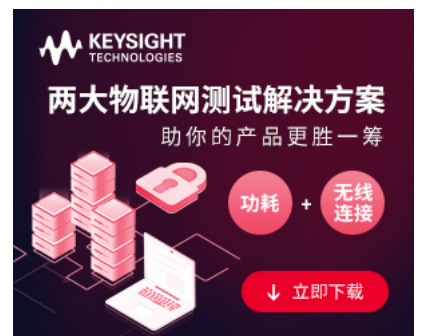 KEYSIGHT
TECHNOLOGIES
两大物联网测试解决方案
助你的产品更胜一筹
功耗
+
无线
连接
↓ 立即下载